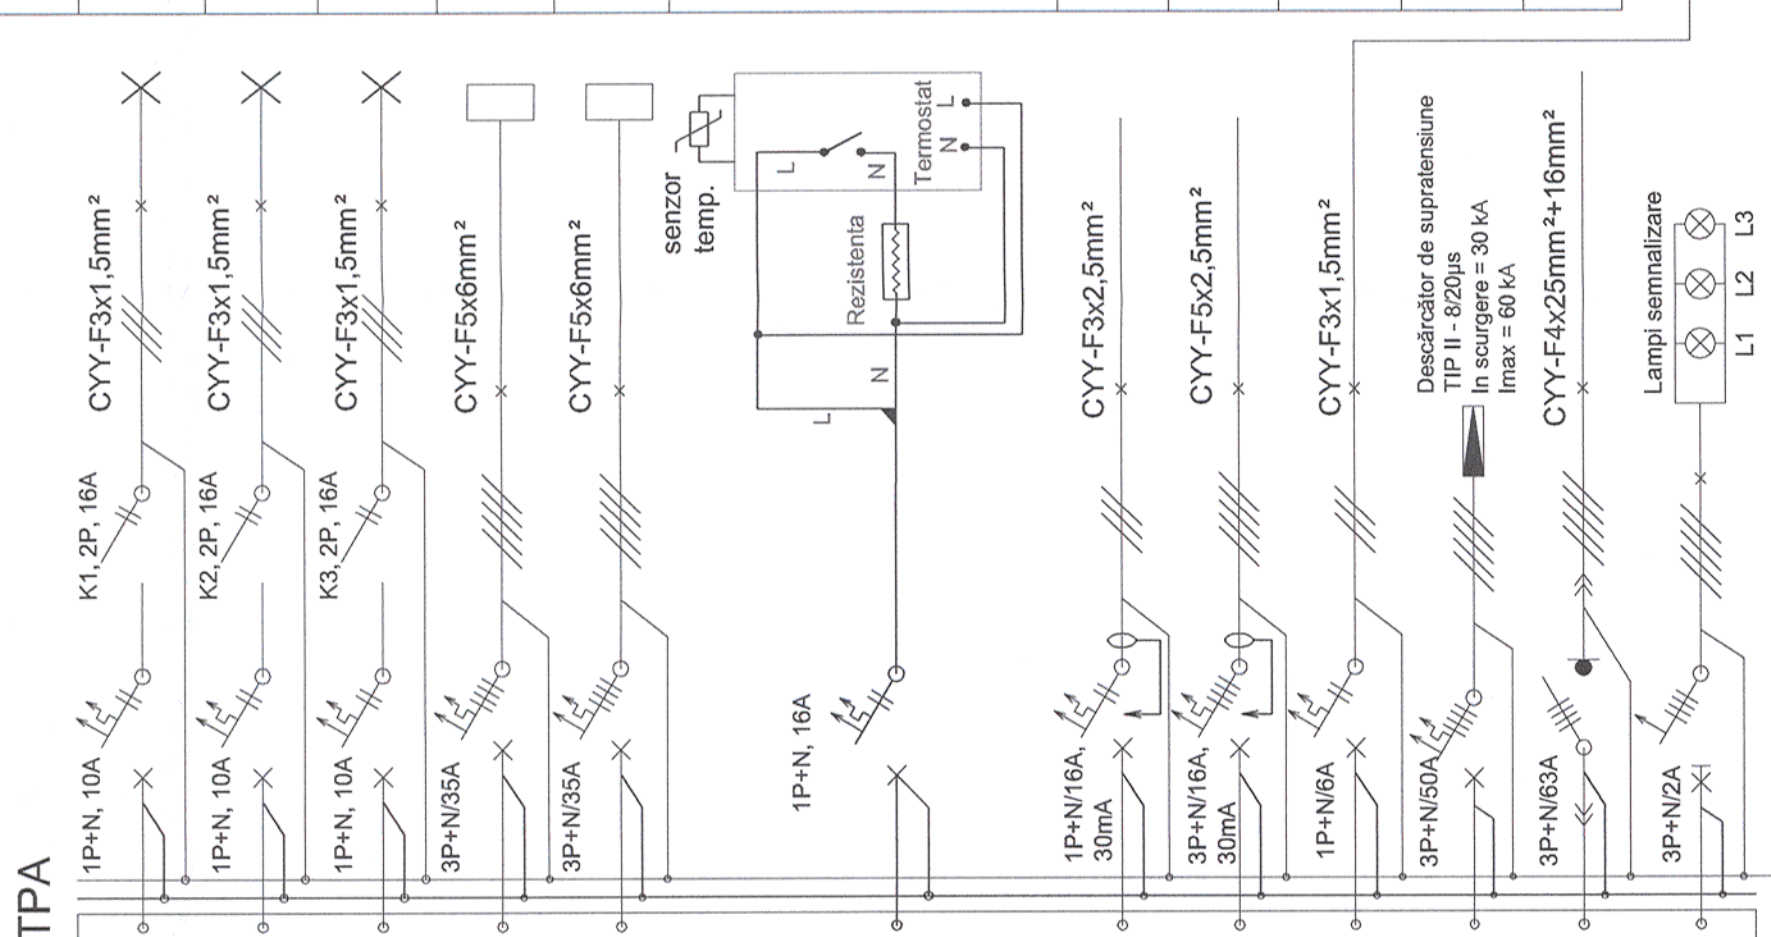 TPA
1P+N, 10A
K1, 2P, 16A
CYY-F3x1,5mm²
1P+N, 10A
K2, 2P, 16A
CYY-F3x1,5mm²
1P+N, 10A
K3, 2P, 16A
CYY-F3x1,5mm²
3P+N/35A
CYY-F5x6mm²
3P+N/35A
CYY-F5x6mm²
senzor
temp.
1P+N, 16A
L
N
Rezistenta
L
N
Termostat
N
L
1P+N/16A,
30mA
CYY-F3x2,5mm²
3P+N/16A,
30mA
CYY-F5x2,5mm²
1P+N/6A
CYY-F3x1,5mm²
3P+N/50A
Descărcător de supratensiune
TIP II - 8/20µs
In scurgere = 30 kA
Imax = 60 kA
3P+N/63A
CYY-F4x25mm²+16mm²
3P+N/2A
Lampi semnalizare
L1
L2
L3